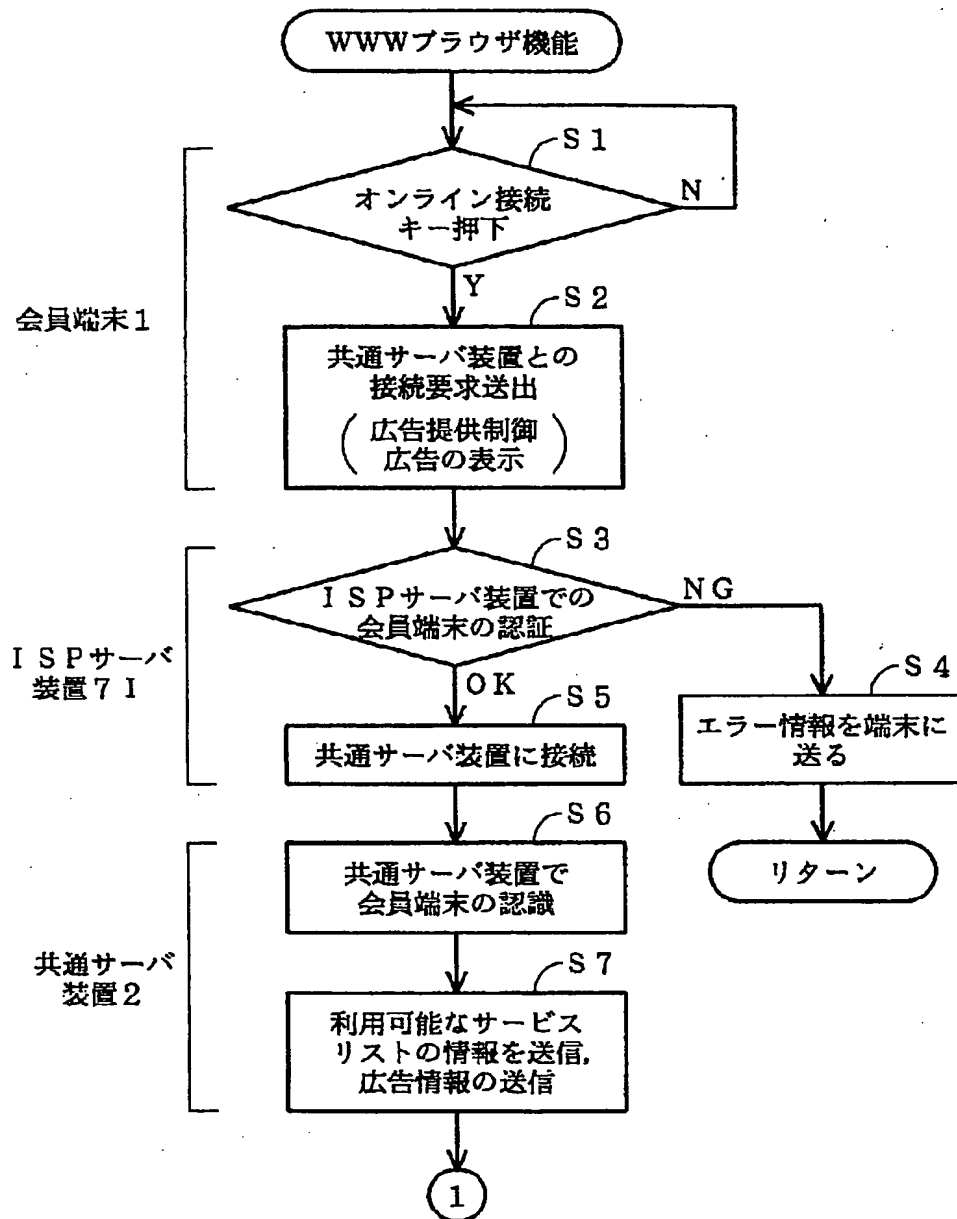 WWWブラウザ機能
S1
オンライン接続
キー押下
N
Y
会員端末1
S2
共通サーバ装置との
接続要求送出
(広告提供制御
広告の表示)
S3
ISPサーバ装置での
会員端末の認証
NG
OK
ISPサーバ
装置7I
S4
エラー情報を端末に
送る
S5
共通サーバ装置に接続
リターン
S6
共通サーバ装置で
会員端末の認識
共通サーバ
装置2
S7
利用可能なサービス
リストの情報を送信,
広告情報の送信
1